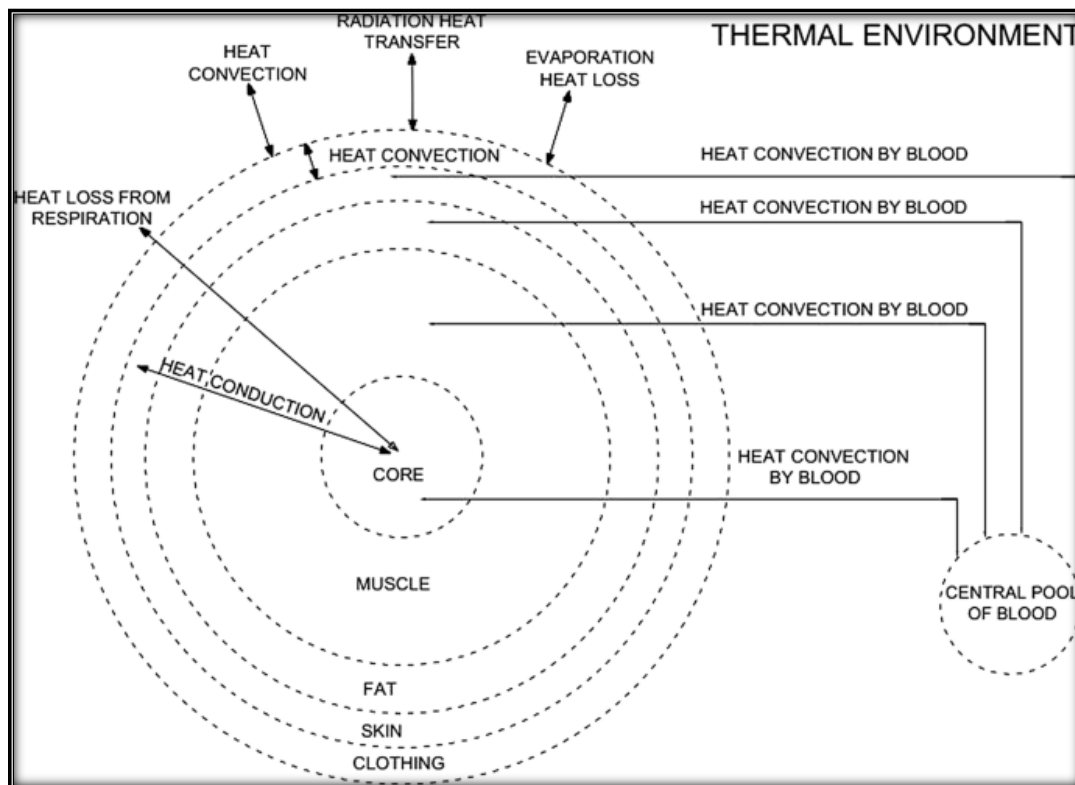 RADIATION HEAT
TRANSFER
THERMAL ENVIRONMENT
HEAT
CONVECTION
EVAPORATION
HEAT LOSS
HEAT CONVECTION
HEAT CONVECTION BY BLOOD
HEAT LOSS FROM
RESPIRATION
HEAT CONVECTION BY BLOOD
HEAT CONVECTION BY BLOOD
HEAT CONDUCTION
CORE
HEAT CONVECTION
BY BLOOD
MUSCLE
CENTRAL POOL
OF BLOOD
FAT
SKIN
CLOTHING